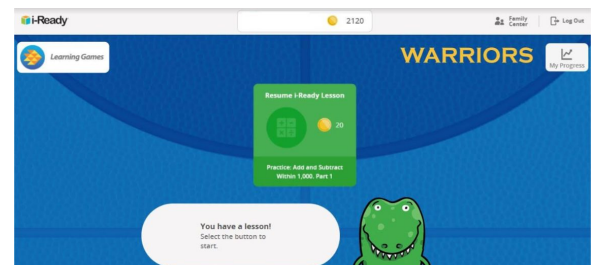 i-Ready
2120
Family
Center
Log Out
Learning Games
WARRIORS
My Progress
Resume i-Ready Lesson
20
Practice: Add and Subtract
Within 1,000. Part 1
You have a lesson!
Select the button to
start.